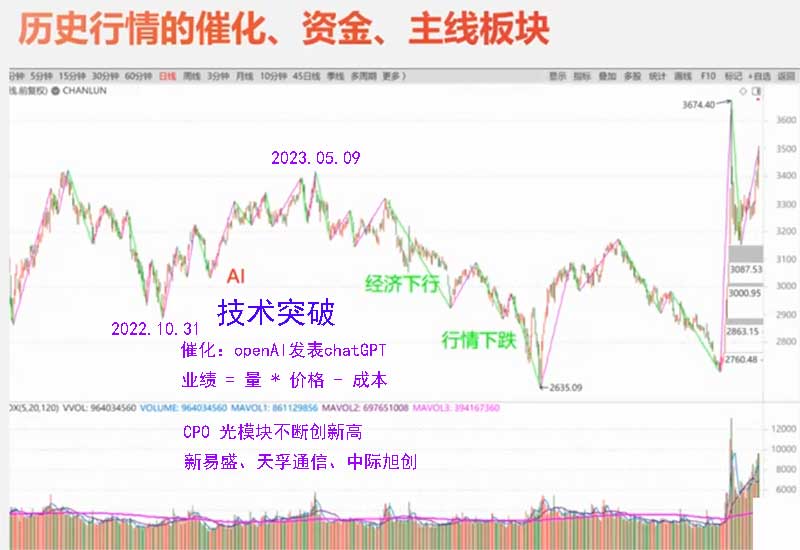 历史行情的催化、资金、主线板块
分钟 5分钟 15分钟 30分钟 60分钟 日线 周线 3分钟 月线 10分钟 45日线 季线 多周期 更多 》 显示 指标 叠加 多股 统计 画线 F10 标记 +自选 返回
线,前复权) CHANLUN
3674.40
3600
3400
3300
3200
3100
3087.53
3000.95
3000
2900
2863.15
2800
2760.48
2023.05.09
AI
经济下行
技术突破
2022.10.31
行情下跌
催化: openAI发表chatGPT
业绩 = 量 * 价格 - 成本
2635.09
OX(5,20,120) VVOL: 964034560 VOLUME: 964034560 MAVOL1: 861129856 MAVOL2: 697651008 MAVOL3: 394167360
CPO 光模块不断创新高
新易盛、天孚通信、中际旭创
12000
10000
8000
6000